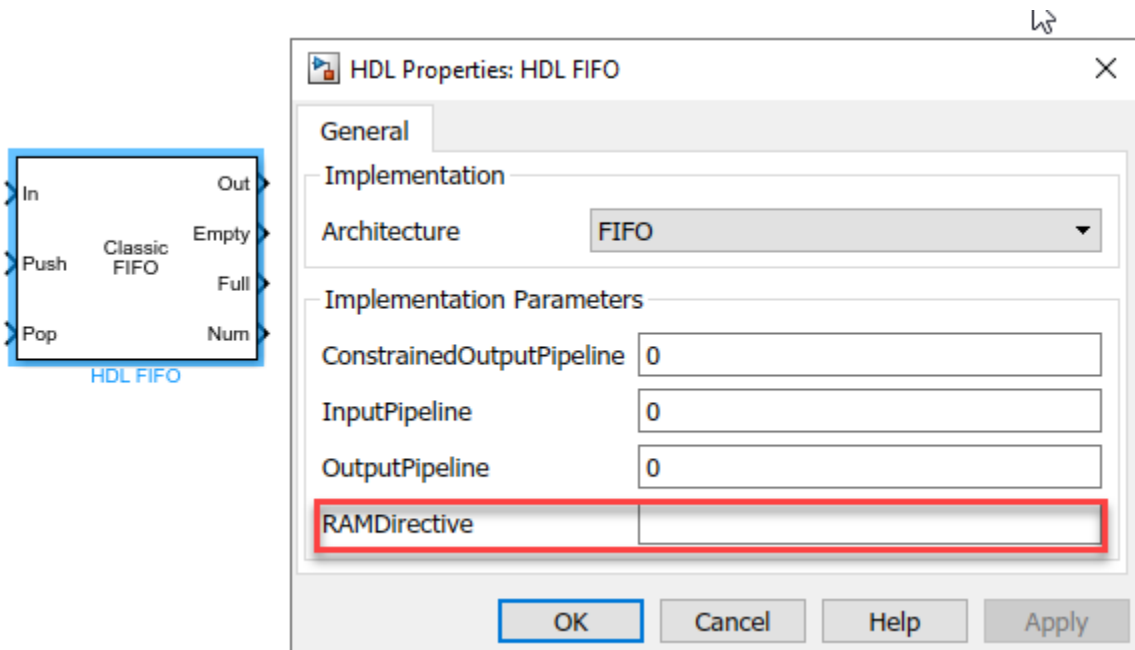 In
Push
Pop
Classic
FIFO
Out
Empty
Full
Num
HDL FIFO
HDL Properties: HDL FIFO
General
Implementation
Architecture FIFO
Implementation Parameters
ConstrainedOutputPipeline 0
InputPipeline 0
OutputPipeline 0
RAMDirective
OK Cancel Help Apply